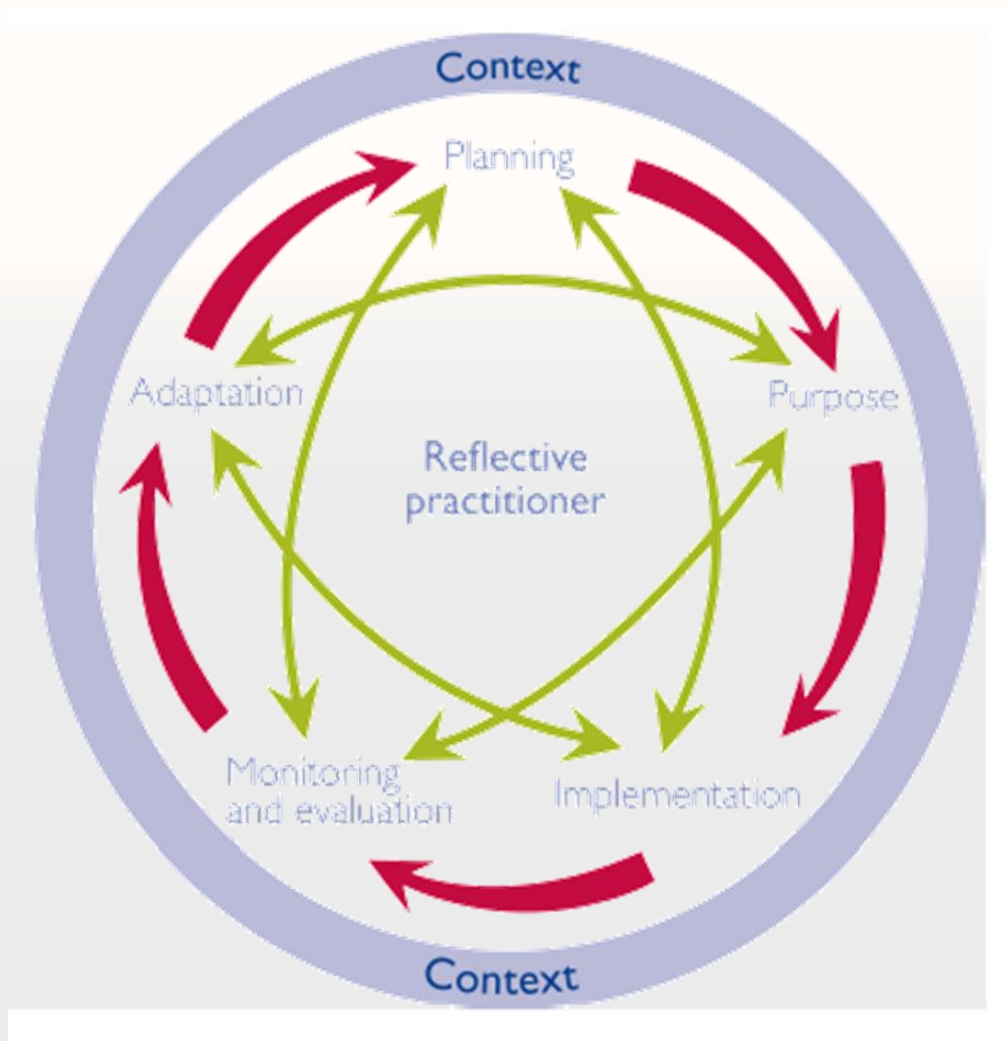 Context
Planning
Adaptation
Purpose
Reflective
practitioner
Monitoring
and evaluation
Implementation
Context